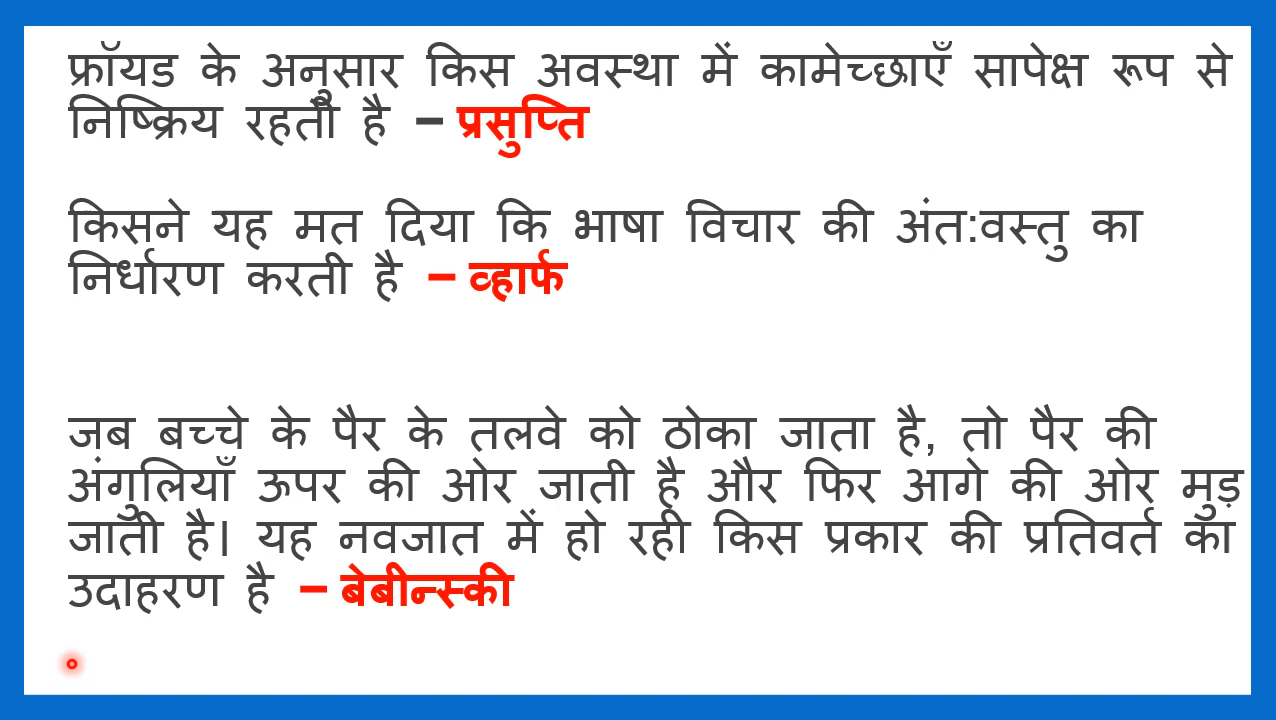 फ्रॉयड के अनुसार किस अवस्था में कामेच्छाएँ सापेक्ष रूप से
निष्क्रिय रहती है – प्रसुप्ति
किसने यह मत दिया कि भाषा विचार की अंत:वस्तु का
निर्धारण करती है – व्हार्फ
जब बच्चे के पैर के तलवे को ठोका जाता है, तो पैर की
अंगुलियाँ ऊपर की ओर जाती है और फिर आगे की ओर मुड़
जाती है। यह नवजात में हो रही किस प्रकार की प्रतिवर्त का
उदाहरण है – बेबीन्स्की